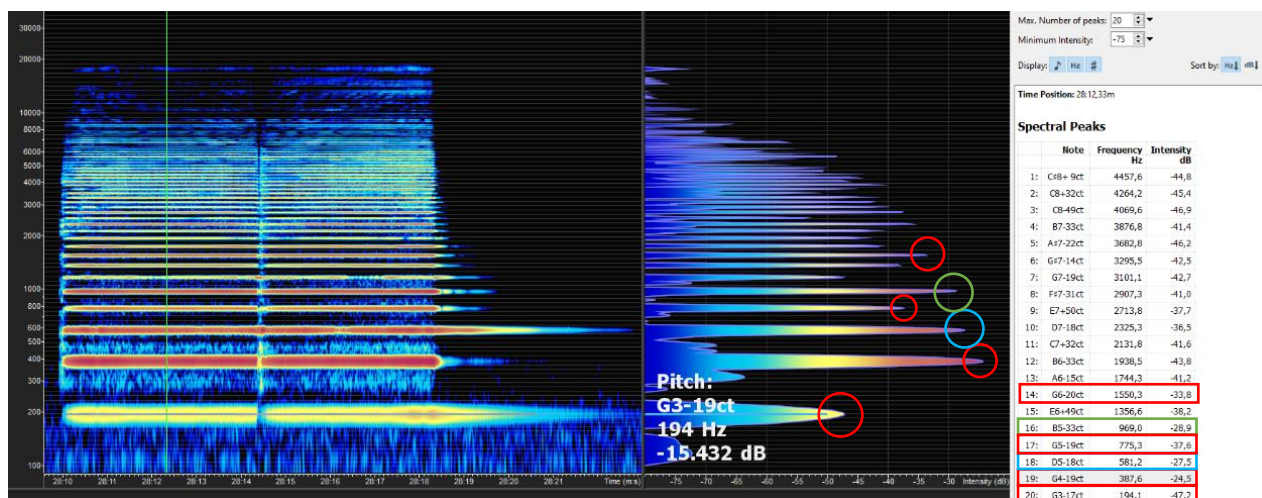 Max. Number of peaks: 20
Minimum Intensity: -75
Display: ♪ Hz # Sort by: Hz↓ dB↓
Time Position: 28:12,33m
Spectral Peaks
Note Frequency Hz Intensity dB
1: C♯8+ 9ct 4457,6 -44,8
2: C8+32ct 4264,2 -45,4
3: C8-49ct 4069,6 -46,9
4: B7-33ct 3876,8 -41,4
5: A♯7-22ct 3682,8 -46,2
6: G♯7-14ct 3295,5 -42,5
7: G7-19ct 3101,1 -42,7
8: F♯7-31ct 2907,3 -41,0
9: E7+50ct 2713,8 -37,7
10: D7-18ct 2325,3 -36,5
11: C7+32ct 2131,8 -41,6
12: B6-33ct 1938,5 -43,8
13: A6-15ct 1744,3 -41,2
14: G6-20ct 1550,3 -33,8
15: E6+49ct 1356,6 -38,2
16: B5-33ct 969,0 -28,9
17: G5-19ct 775,3 -37,6
18: D5-18ct 581,2 -27,5
19: G4-19ct 387,6 -24,5
20: G3-17ct 194,1 -47,2
30000
20000
10000
8000
6000
5000
4000
3000
2000
1000
800
600
500
400
300
200
100
Pitch:
G3-19ct
194 Hz
-15.432 dB
28:10 28:11 28:12 28:13 28:14 28:15 28:16 28:17 28:18 28:19 28:20 28:21 Time (m:s)
-75 -70 -65 -60 -55 -50 -45 -40 -35 -30 Intensity (dB)